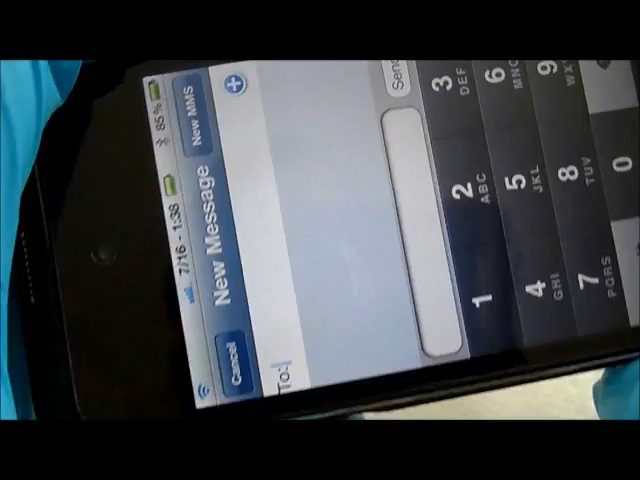 7/16 - 1:38 85%
Cancel New Message New MMS
To:
Send
1 2 ABC 3 DEF
4 GHI 5 JKL 6 MNO
7 PQRS 8 TUV 9 WXY
0